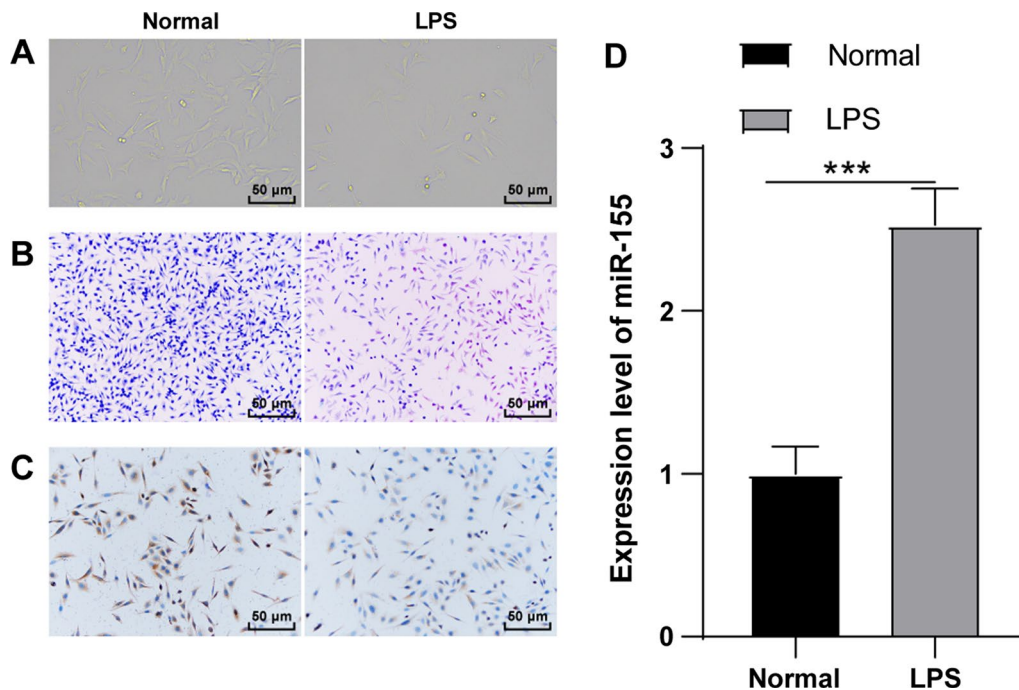 Normal
LPS
A
50 µm
50 µm
B
50 µm
50 µm
C
50 µm
50 µm
D
Normal
LPS
Expression level of miR-155
3
2
1
0
***
Normal
LPS